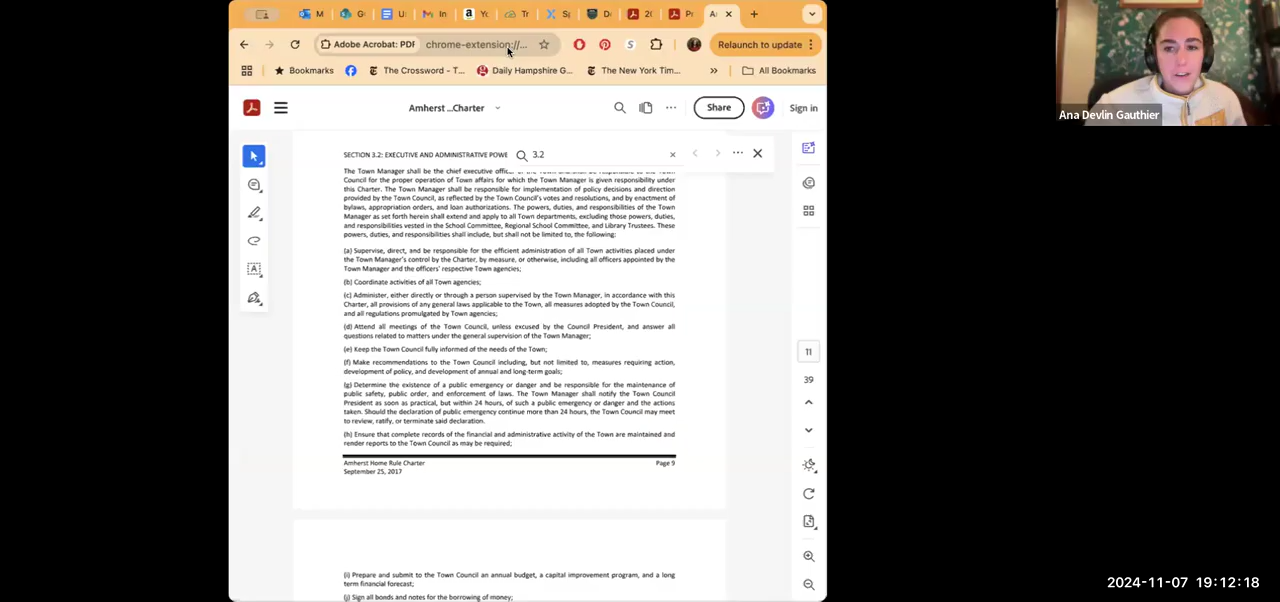 Adobe Acrobat: PDF
chrome-extension://...
Relaunch to update
Bookmarks
The Crossword - T...
Daily Hampshire G...
The New York Tim...
All Bookmarks
Amherst ...Charter
Share
Sign in
3.2
SECTION 3.2: EXECUTIVE AND ADMINISTRATIVE POWE
The Town Manager shall be the chief executive offic
Council for the proper operation of Town affairs for which the Town Manager is given responsibility under
this Charter. The Town Manager shall be responsible for implementation of policy decisions and direction
provided by the Town Council, as reflected by the Town Council's votes and resolutions, and by enactment of
bylaws, appropriation orders, and loan authorizations. The powers, duties, and responsibilities of the Town
Manager as set forth herein shall extend and apply to all Town departments, excluding those powers, duties,
and responsibilities vested in the School Committee, Regional School Committee, and Library Trustees. These
powers, duties, and responsibilities shall include, but shall not be limited to, the following:
(a) Supervise, direct, and be responsible for the efficient administration of all Town activities placed under
the Town Manager's control by the Charter, by measure, or otherwise, including all officers appointed by the
Town Manager and the officers' respective Town agencies;
(b) Coordinate activities of all Town agencies;
(c) Administer, either directly or through a person supervised by the Town Manager, in accordance with this
Charter, all provisions of any general laws applicable to the Town, all measures adopted by the Town Council,
and all regulations promulgated by Town agencies;
(d) Attend all meetings of the Town Council, unless excused by the Council President, and answer all
questions related to matters under the general supervision of the Town Manager;
(e) Keep the Town Council fully informed of the needs of the Town;
(f) Make recommendations to the Town Council including, but not limited to, measures requiring action,
development of policy, and development of annual and long-term goals;
(g) Determine the existence of a public emergency or danger and be responsible for the maintenance of
public safety, public order, and enforcement of laws. The Town Manager shall notify the Town Council
President as soon as practical, but within 24 hours, of such a public emergency or danger and the actions
taken. Should the declaration of public emergency continue more than 24 hours, the Town Council may meet
to review, ratify, or terminate said declaration.
(h) Ensure that complete records of the financial and administrative activity of the Town are maintained and
render reports to the Town Council as may be required;
Amherst Home Rule Charter
Page 9
September 25, 2017
(i) Prepare and submit to the Town Council an annual budget, a capital improvement program, and a long
term financial forecast;
(j) Sign all bonds and notes for the borrowing of money;
11
39
Ana Devlin Gauthier
2024-11-07 19:12:18